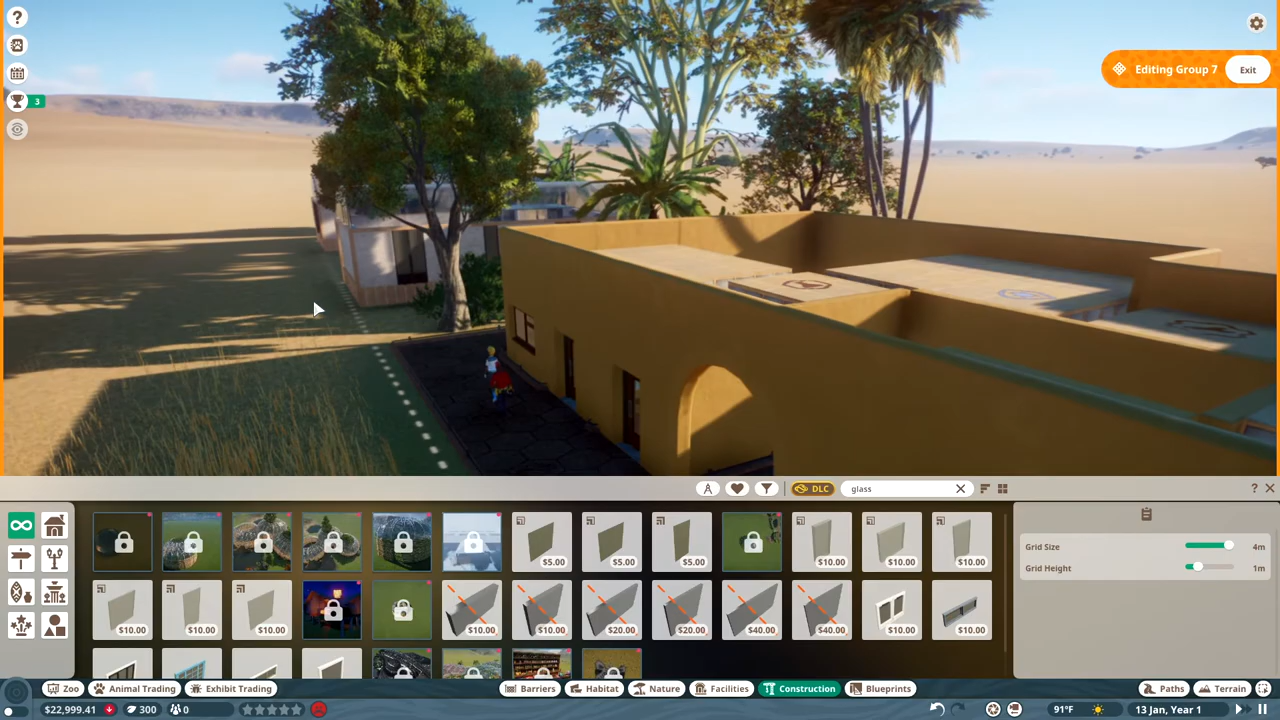 ?
3
Editing Group 7
Exit
DLC
glass
?
$5.00
$5.00
$5.00
$10.00
$10.00
$10.00
Grid Size
4m
Grid Height
1m
$10.00
$10.00
$10.00
$10.00
$10.00
$20.00
$20.00
$40.00
$40.00
$10.00
$10.00
Zoo
Animal Trading
Exhibit Trading
Barriers
Habitat
Nature
Facilities
Construction
Blueprints
Paths
Terrain
$22,999.41
300
0
91°F
13 Jan, Year 1